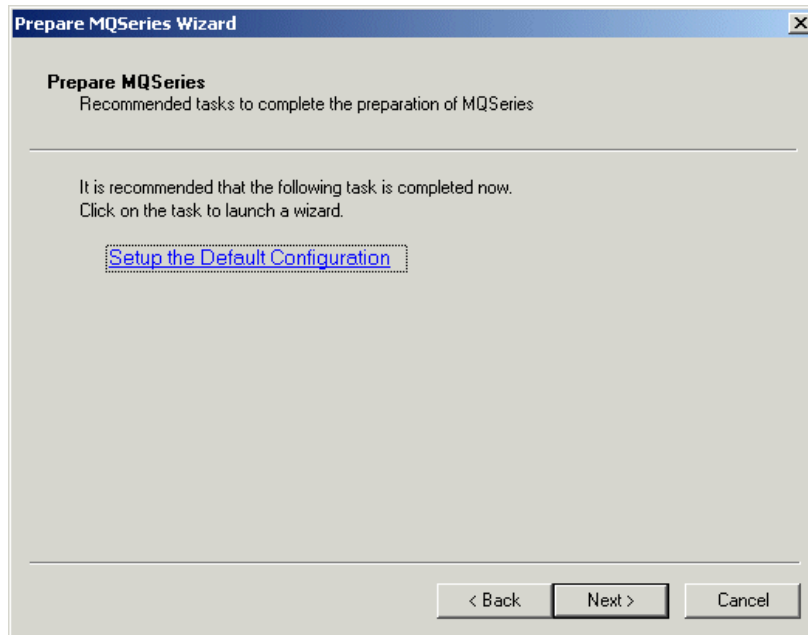 Prepare MQSeries Wizard
Prepare MQSeries
Recommended tasks to complete the preparation of MQSeries
It is recommended that the following task is completed now.
Click on the task to launch a wizard.
Setup the Default Configuration
< Back Next > Cancel